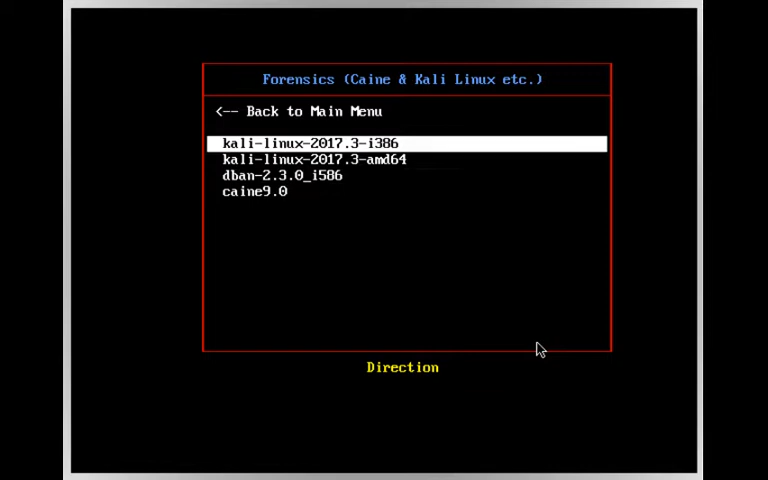 Forensics (Caine & Kali Linux etc.)
<-- Back to Main Menu
kali-linux-2017.3-i386
kali-linux-2017.3-amd64
dban-2.3.0_i586
caine9.0
Direction